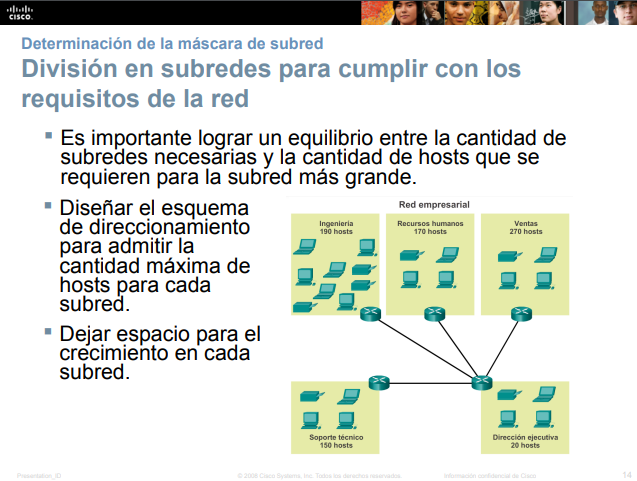 CISCO
Determinación de la máscara de subred
División en subredes para cumplir con los
requisitos de la red
Es importante lograr un equilibrio entre la cantidad de
subredes necesarias y la cantidad de hosts que se
requieren para la subred más grande.
Diseñar el esquema
de direccionamiento
para admitir la
cantidad máxima de
hosts para cada
subred.
Dejar espacio para el
crecimiento en cada
subred.
Red empresarial
Ingeniería
190 hosts
Recursos humanos
170 hosts
Ventas
270 hosts
Soporte técnico
150 hosts
Dirección ejecutiva
20 hosts
Presentation_ID
© 2008 Cisco Systems, Inc. Todos los derechos reservados.
Información confidencial de Cisco
14